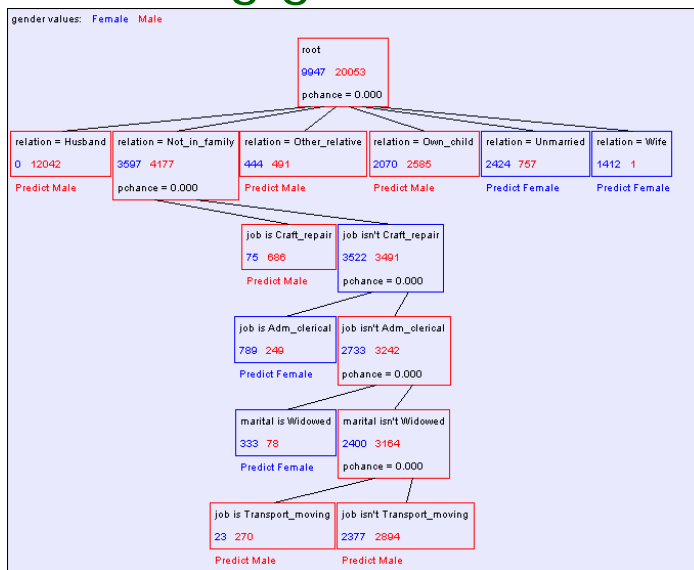 gender values: Female Male
root
9947 20053
pchance = 0.000
relation = Husband
0 12042
Predict Male
relation = Not_in_family
3597 4177
pchance = 0.000
relation = Other_relative
444 491
Predict Male
relation = Own_child
2070 2585
Predict Male
relation = Unmarried
2424 757
Predict Female
relation = Wife
1412 1
Predict Female
job is Craft_repair
75 686
Predict Male
job isn't Craft_repair
3522 3491
pchance = 0.000
job is Adm_clerical
789 249
Predict Female
job isn't Adm_clerical
2733 3242
pchance = 0.000
marital is Widowed
333 78
Predict Female
marital isn't Widowed
2400 3164
pchance = 0.000
job is Transport_moving
23 270
Predict Male
job isn't Transport_moving
2377 2894
Predict Male